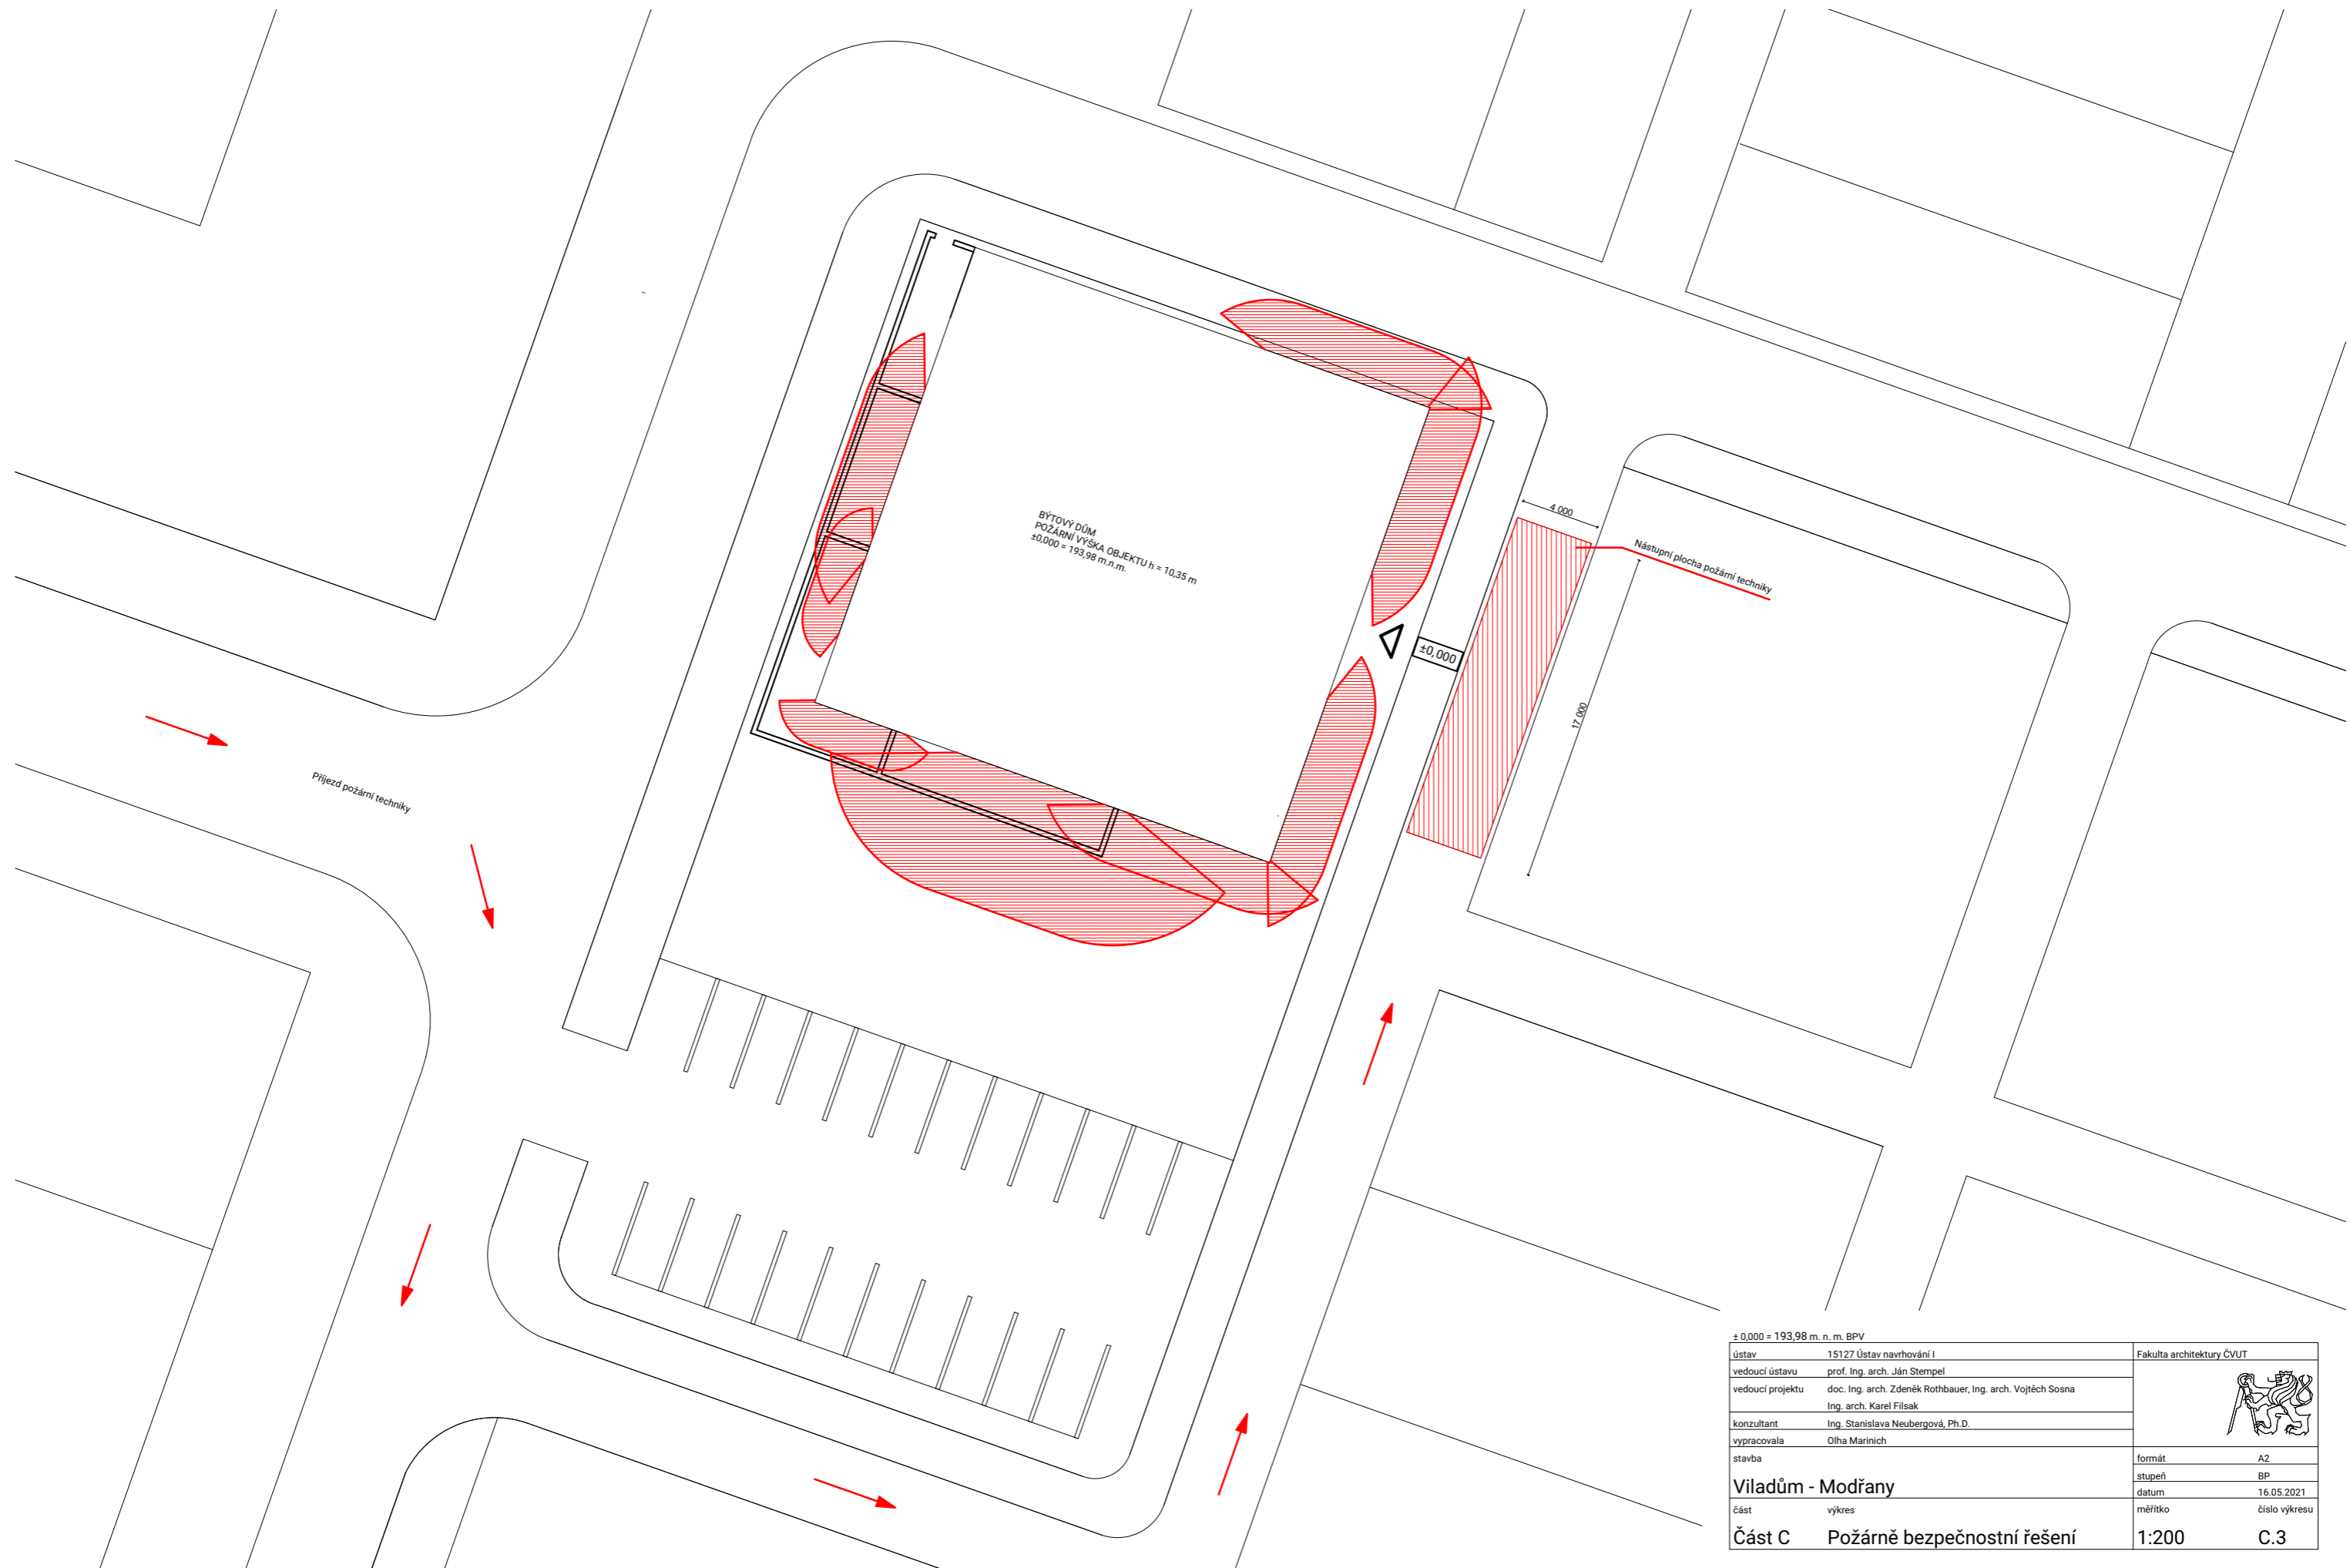 BÝTOVÝ DŮM
POŽÁRNÍ VÝŠKA OBJEKTU h = 10,35 m
±0,000 = 193,98 m.n.m.
4 000
Nástupní plocha požární techniky
±0,000
17 000
Příjezd požární techniky
± 0,000 = 193,98 m. n. m. BPV
ústav 15127 Ústav navrhování I Fakulta architektury ČVUT
vedoucí ústavu prof. Ing. arch. Ján Stempel
vedoucí projektu doc. Ing. arch. Zdeněk Rothbauer, Ing. arch. Vojtěch Sosna
Ing. arch. Karel Filsak
konzultant Ing. Stanislava Neubergová, Ph.D.
vypracovala Olha Marinich
stavba formát A2
Viladům - Modřany stupeň BP
datum 16.05.2021
část výkres měřítko číslo výkresu
Část C Požárně bezpečnostní řešení 1:200 C.3